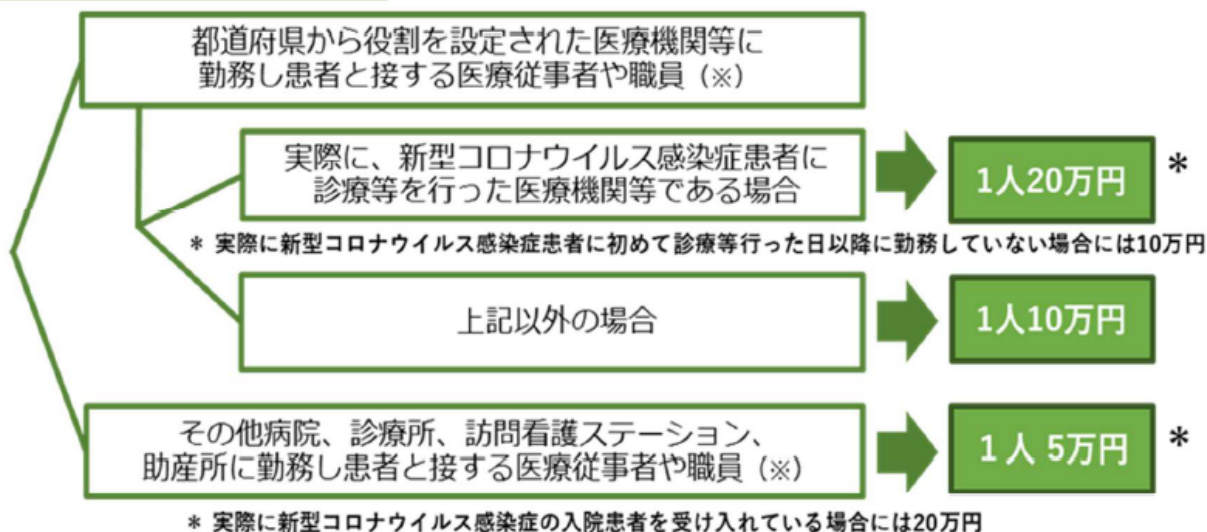 都道府県から役割を設定された医療機関等に
勤務し患者と接する医療従事者や職員（※）
実際に、新型コロナウイルス感染症患者に
診療等を行った医療機関等である場合
1人20万円 *
* 実際に新型コロナウイルス感染症患者に初めて診療等行った日以降に勤務していない場合には10万円
上記以外の場合
1人10万円
その他病院、診療所、訪問看護ステーション、
助産所に勤務し患者と接する医療従事者や職員（※）
1人 5万円 *
* 実際に新型コロナウイルス感染症の入院患者を受け入れている場合には20万円